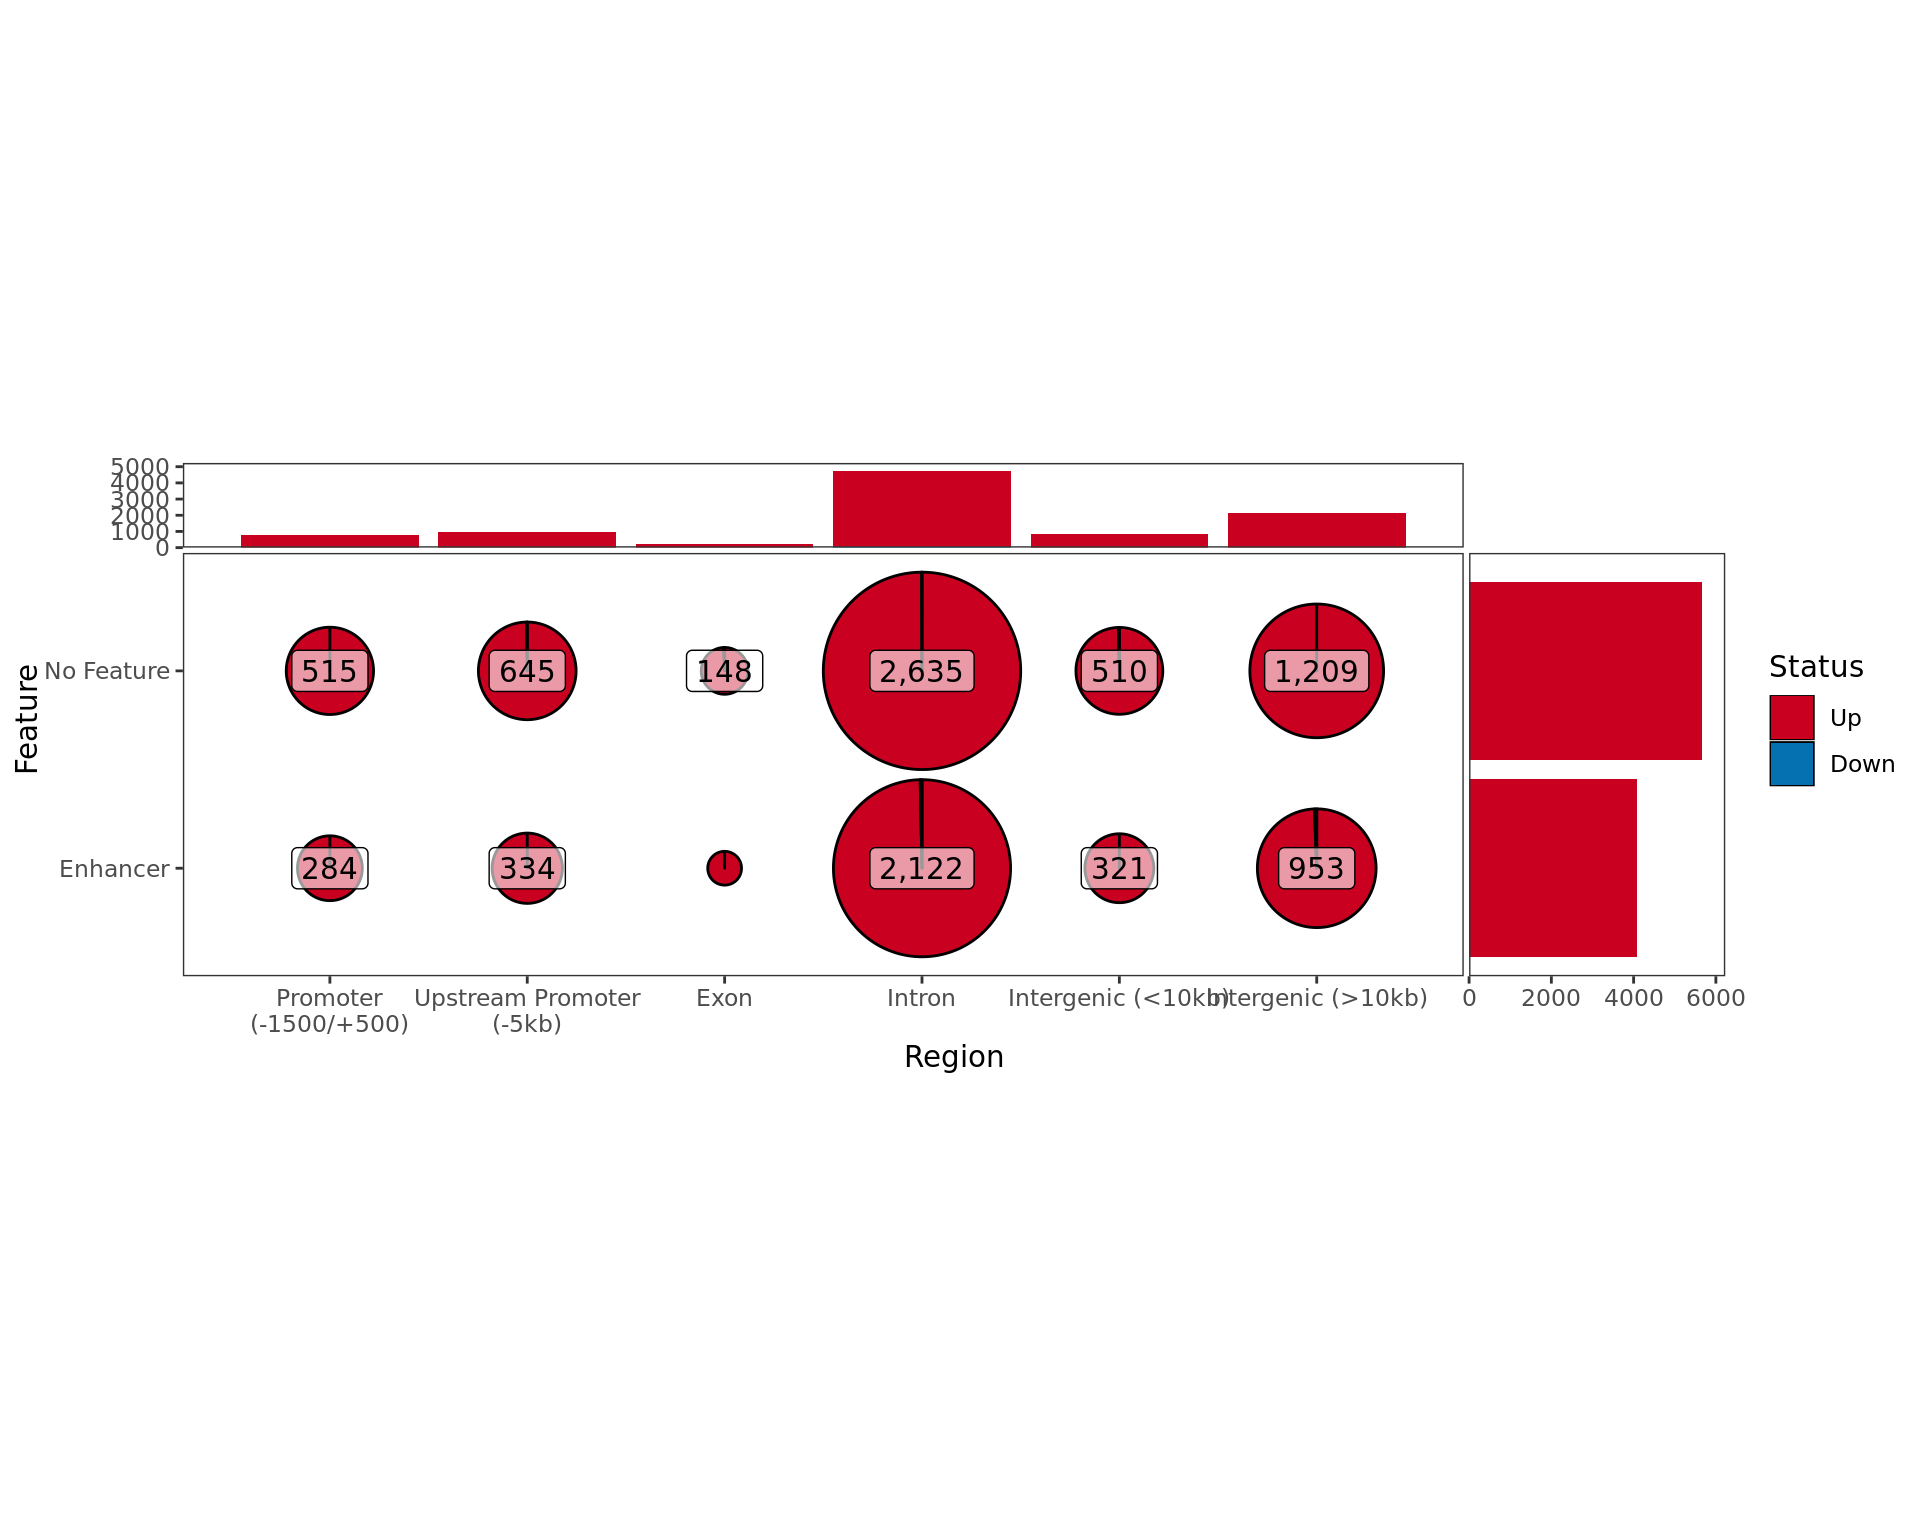 5000
4000
3000
2000
1000
0
No Feature
515
645
148
2,635
510
1,209
Enhancer
284
334
2,122
321
953
Feature
Promoter
(-1500/+500)
Upstream Promoter
(-5kb)
Exon
Intron
Intergenic (<10kb)
Intergenic (>10kb)
0
2000
4000
6000
Region
Status
Up
Down